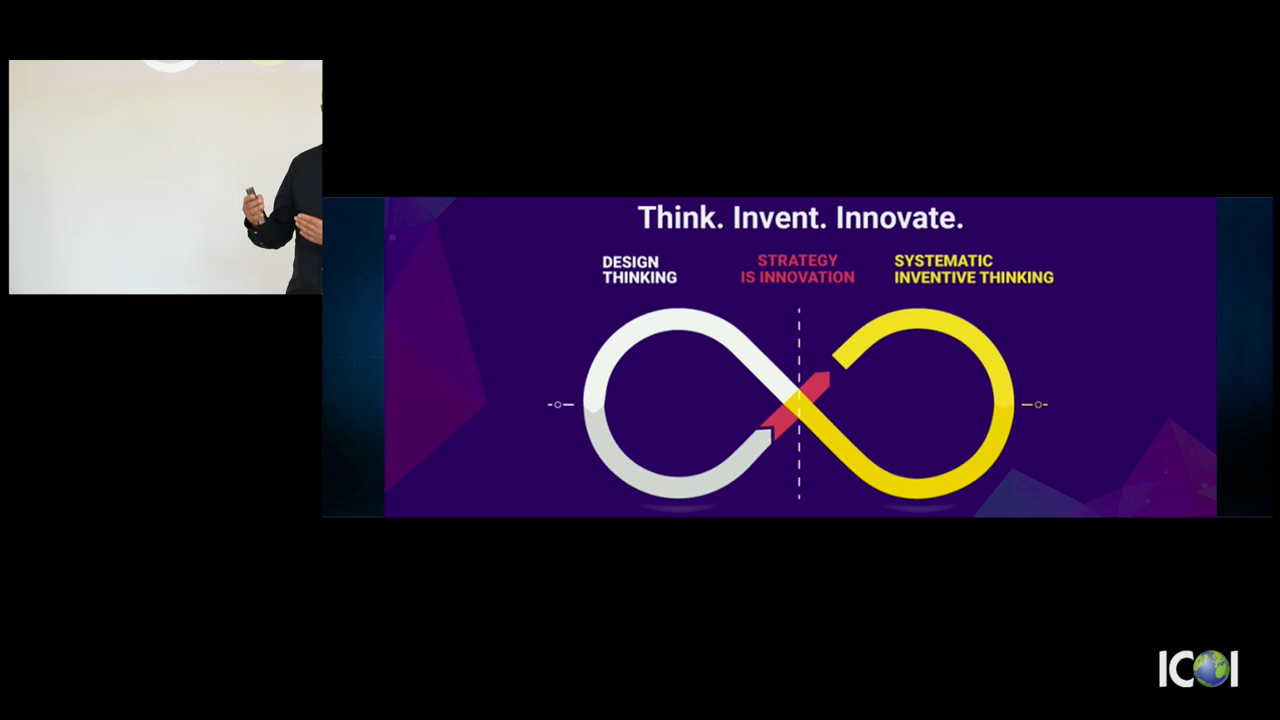 Think. Invent. Innovate.
DESIGN
THINKING
STRATEGY
IS INNOVATION
SYSTEMATIC
INVENTIVE THINKING
ICOI